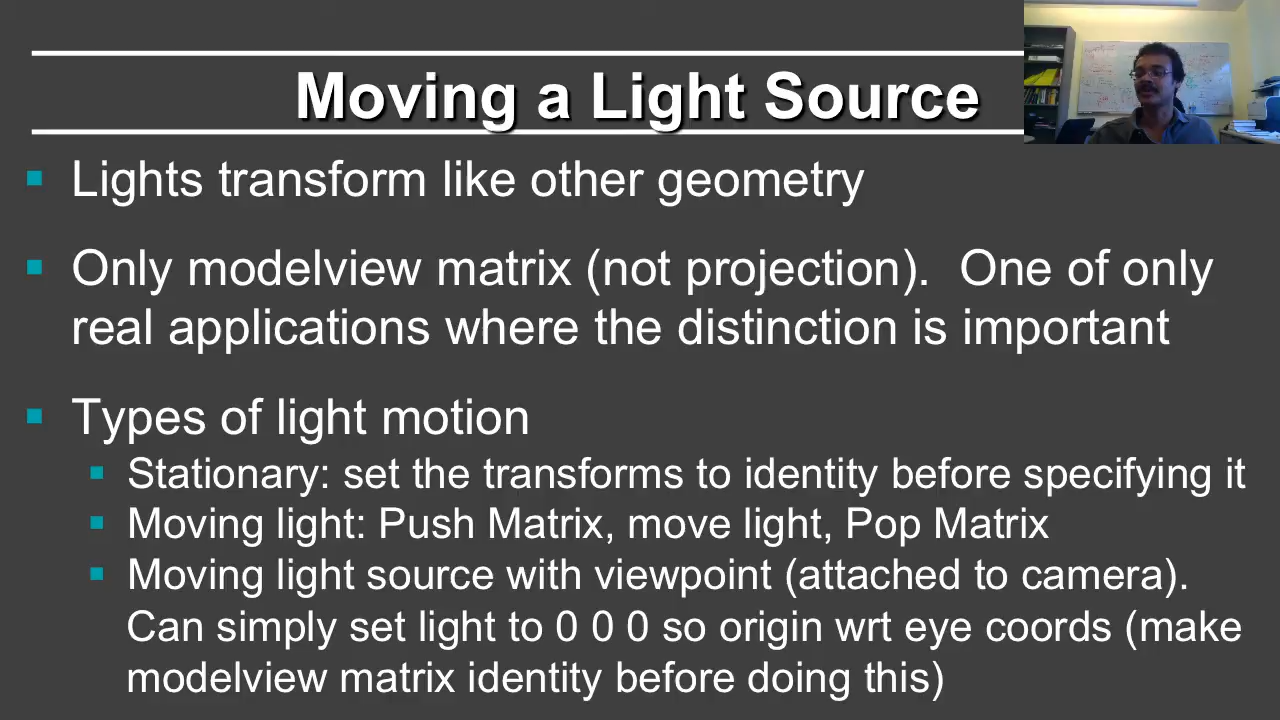 Moving a Light Source
Lights transform like other geometry
Only modelview matrix (not projection).  One of only
real applications where the distinction is important
Types of light motion
Stationary: set the transforms to identity before specifying it
Moving light: Push Matrix, move light, Pop Matrix
Moving light source with viewpoint (attached to camera).
Can simply set light to 0 0 0 so origin wrt eye coords (make
modelview matrix identity before doing this)